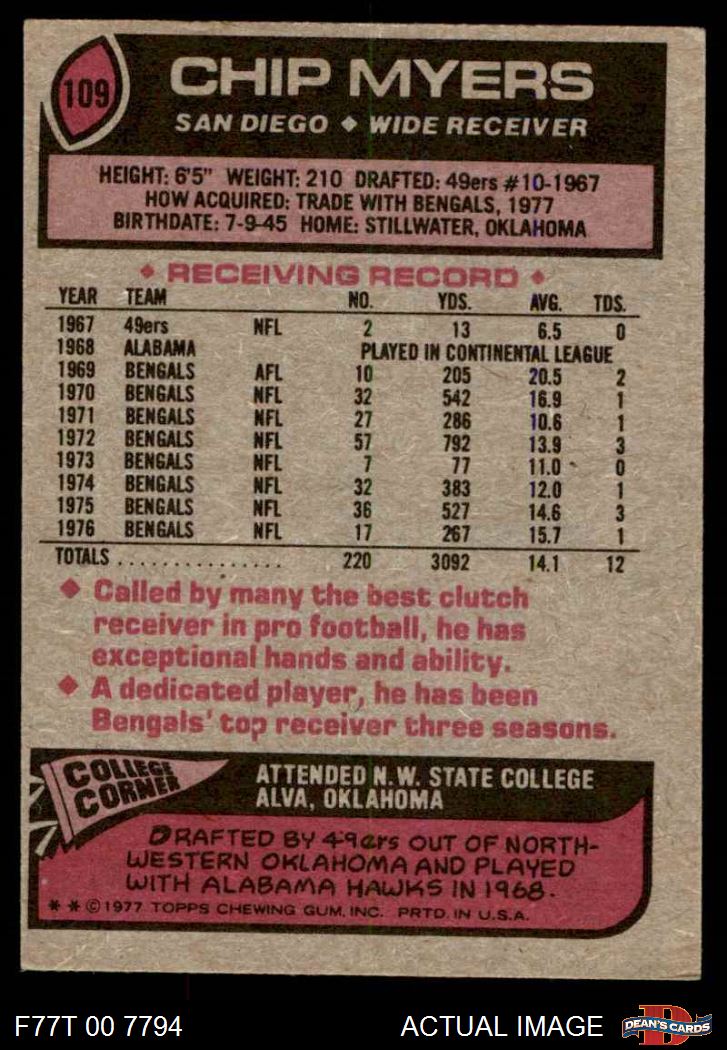 109
CHIP MYERS
SAN DIEGO ♦ WIDE RECEIVER
HEIGHT: 6'5" WEIGHT: 210 DRAFTED: 49ers #10-1967
HOW ACQUIRED: TRADE WITH BENGALS, 1977
BIRTHDATE: 7-9-45 HOME: STILLWATER, OKLAHOMA
♦ RECEIVING RECORD ♦
YEAR TEAM NO. YDS. AVG. TDS.
1967 49ers NFL 2 13 6.5 0
1968 ALABAMA PLAYED IN CONTINENTAL LEAGUE
1969 BENGALS AFL 10 205 20.5 2
1970 BENGALS NFL 32 542 16.9 1
1971 BENGALS NFL 27 286 10.6 1
1972 BENGALS NFL 57 792 13.9 3
1973 BENGALS NFL 7 77 11.0 0
1974 BENGALS NFL 32 383 12.0 1
1975 BENGALS NFL 36 527 14.6 3
1976 BENGALS NFL 17 267 15.7 1
TOTALS . . . . . . . . . . . . . . . 220 3092 14.1 12
♦ Called by many the best clutch
receiver in pro football, he has
exceptional hands and ability.
♦ A dedicated player, he has been
Bengals' top receiver three seasons.
COLLEGE
CORNER
ATTENDED N.W. STATE COLLEGE
ALVA, OKLAHOMA
DRAFTED BY 49ers OUT OF NORTH-
WESTERN OKLAHOMA AND PLAYED
WITH ALABAMA HAWKS IN 1968.
* * © 1977 TOPPS CHEWING GUM, INC. PRTD. IN U.S.A.
F77T 00 7794 ACTUAL IMAGE
D
DEAN'S CARDS